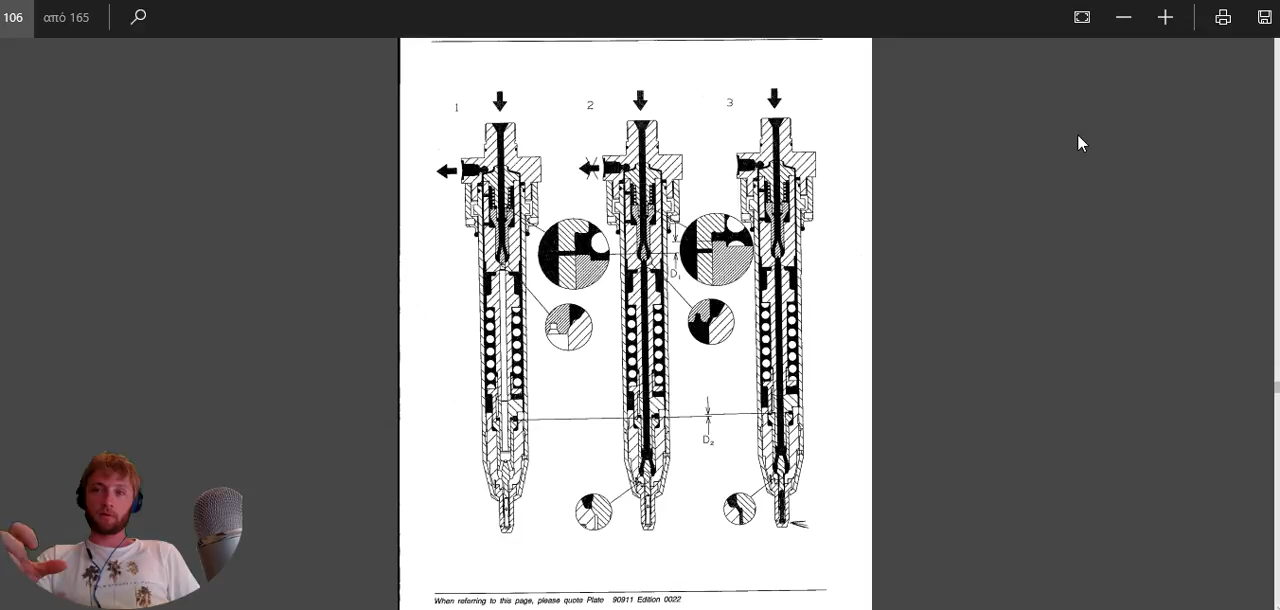 106 από 165
1 2 3
D₁
D₂
When referring to this page, please quote Plate 90911 Edition 0022